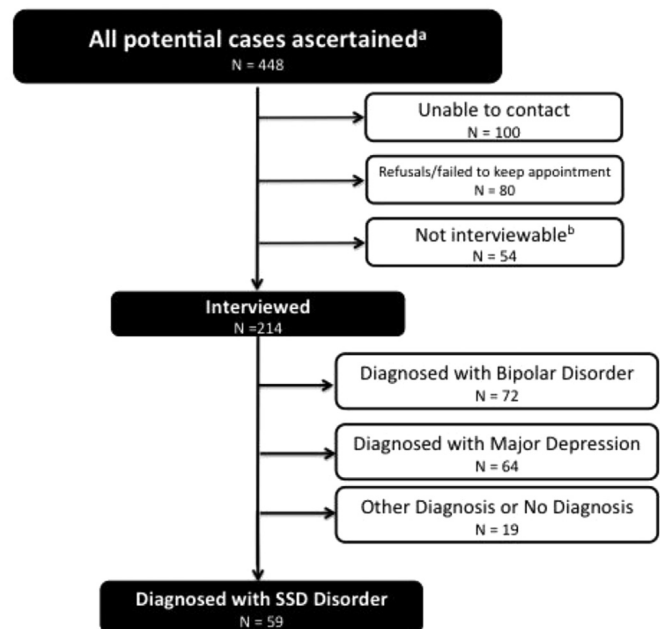 All potential cases ascertainedᵃ
N = 448
Unable to contact
N = 100
Refusals/failed to keep appointment
N = 80
Not interviewableᵇ
N = 54
Interviewed
N =214
Diagnosed with Bipolar Disorder
N = 72
Diagnosed with Major Depression
N = 64
Other Diagnosis or No Diagnosis
N = 19
Diagnosed with SSD Disorder
N = 59